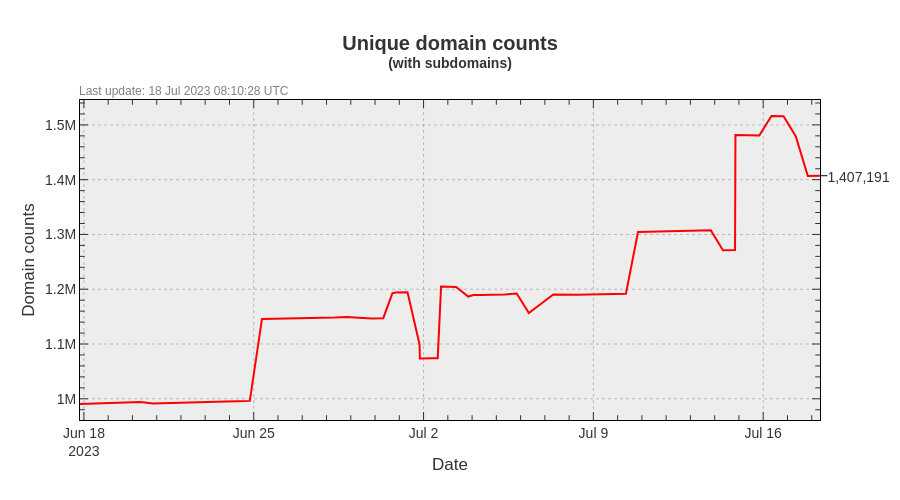 Unique domain counts
(with subdomains)
Last update: 18 Jul 2023 08:10:28 UTC
1.5M
1.4M
1,407,191
1.3M
1.2M
1.1M
1M
Domain counts
Jun 18 Jun 25 Jul 2 Jul 9 Jul 16
2023
Date